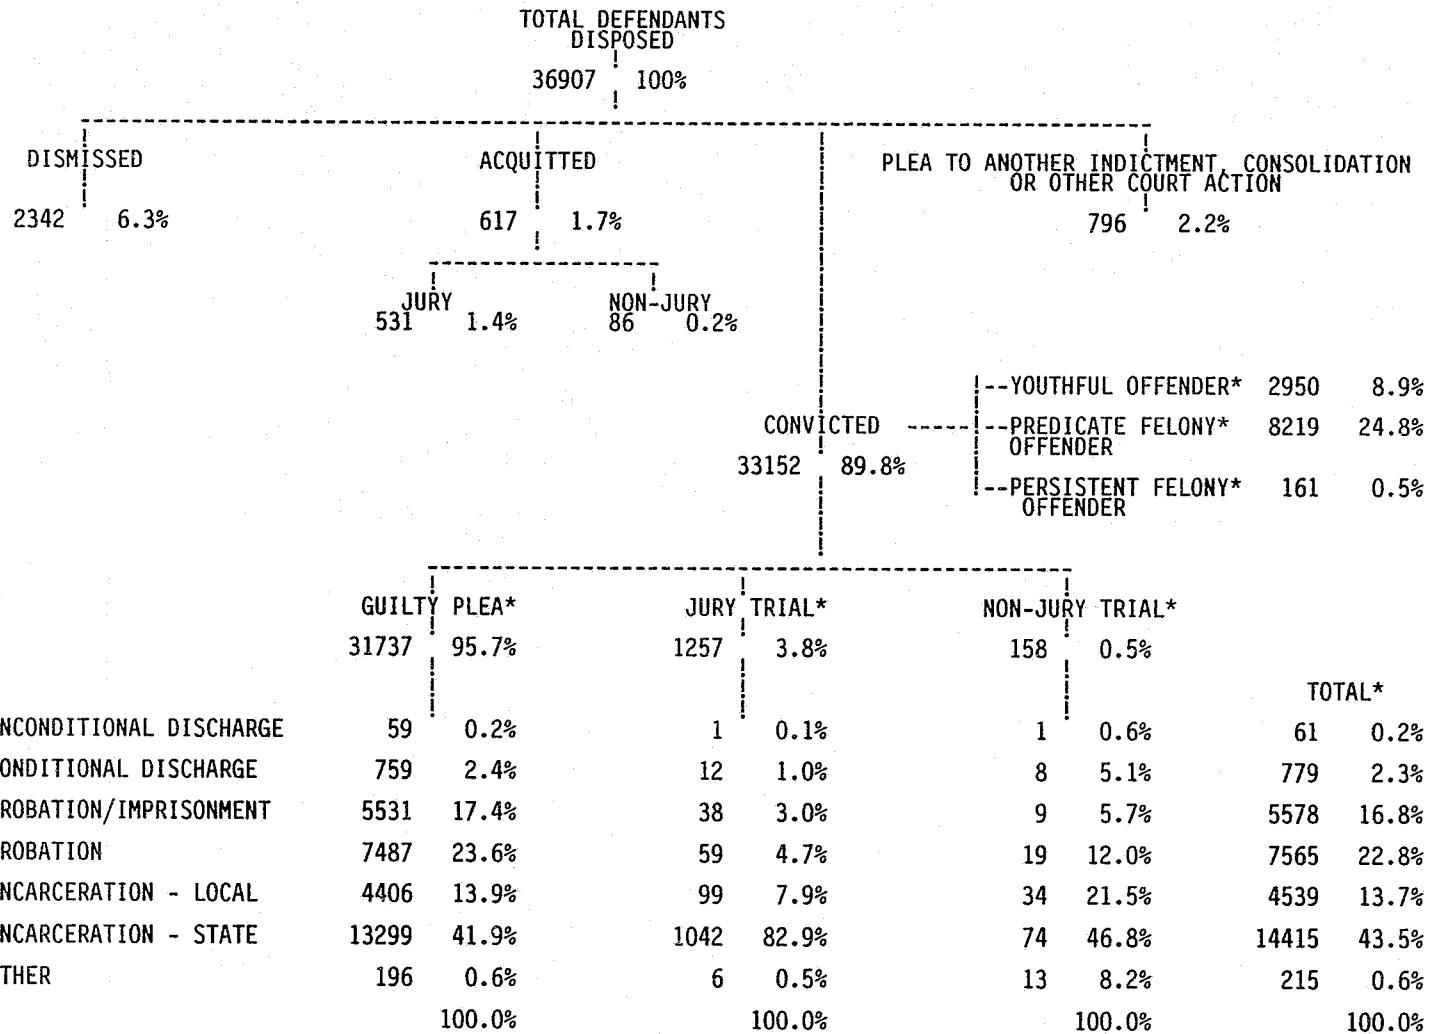 TOTAL DEFENDANTS
DISPOSED
36907 100%
DISMISSED
2342 6.3%
ACQUITTED
617 1.7%
PLEA TO ANOTHER INDICTMENT, CONSOLIDATION
OR OTHER COURT ACTION
796 2.2%
JURY
531 1.4%
NON-JURY
86 0.2%
CONVICTED
33152 89.8%
--YOUTHFUL OFFENDER* 2950 8.9%
--PREDICATE FELONY* 8219 24.8%
OFFENDER
--PERSISTENT FELONY* 161 0.5%
OFFENDER
GUILTY PLEA* JURY TRIAL* NON-JURY TRIAL*
31737 95.7% 1257 3.8% 158 0.5%
TOTAL*
NCONDITIONAL DISCHARGE 59 0.2% 1 0.1% 1 0.6% 61 0.2%
ONDITIONAL DISCHARGE 759 2.4% 12 1.0% 8 5.1% 779 2.3%
ROBATION/IMPRISONMENT 5531 17.4% 38 3.0% 9 5.7% 5578 16.8%
ROBATION 7487 23.6% 59 4.7% 19 12.0% 7565 22.8%
NCARCERATION - LOCAL 4406 13.9% 99 7.9% 34 21.5% 4539 13.7%
NCARCERATION - STATE 13299 41.9% 1042 82.9% 74 46.8% 14415 43.5%
THER 196 0.6% 6 0.5% 13 8.2% 215 0.6%
100.0% 100.0% 100.0% 100.0%